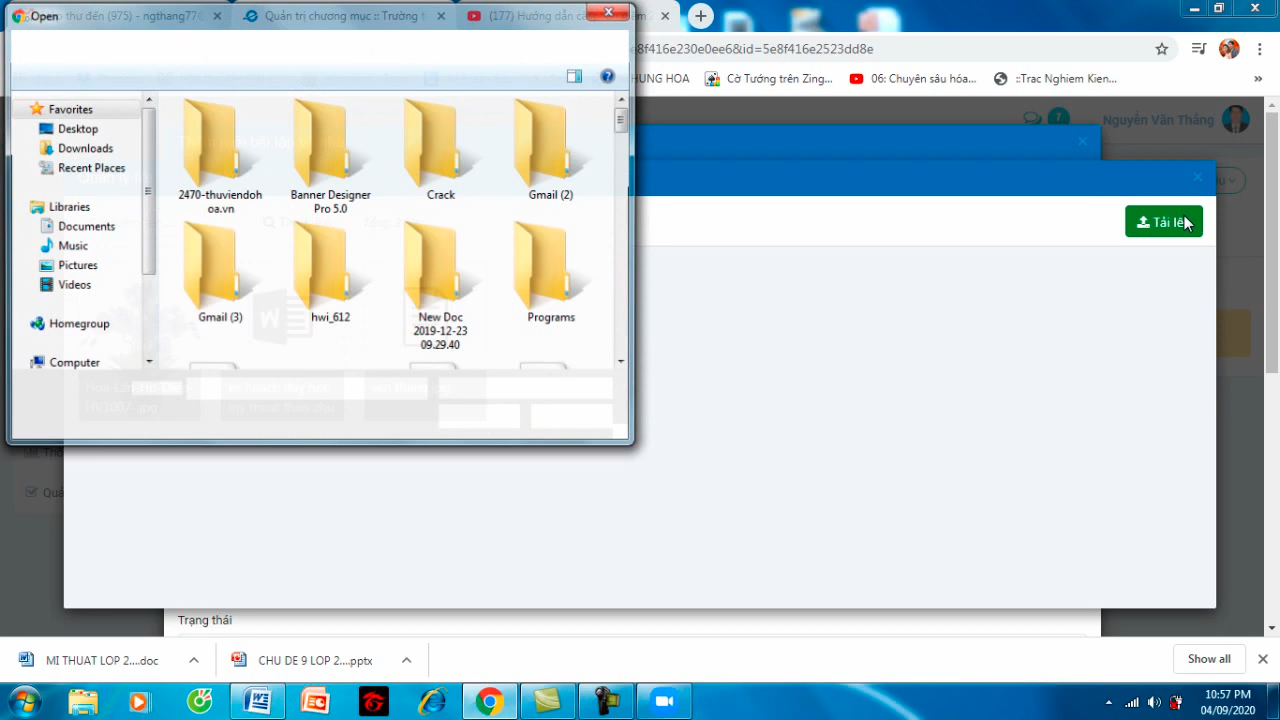 Open
thư đến (975) - ngthang77@
Quản trị chương mục :: Trường t
(177) Hướng dẫn
e8f416e230e0ee6&id=5e8f416e2523dd8e
HUNG HOA
Cờ Tướng trên Zing...
06: Chuyên sâu hóa...
::Trac Nghiem Kien...
»
7
Nguyễn Văn Thắng
Favorites
Desktop
Downloads
Recent Places
Libraries
Documents
Music
Pictures
Videos
Homegroup
Computer
2470-thuviendoh
oa.vn
Banner Designer
Pro 5.0
Crack
Gmail (2)
Gmail (3)
hwi_612
New Doc
2019-12-23
09.29.40
Programs
Tải lê
Trạng thái
MI THUAT LOP 2....doc
CHU DE 9 LOP 2....pptx
Show all
10:57 PM
04/09/2020